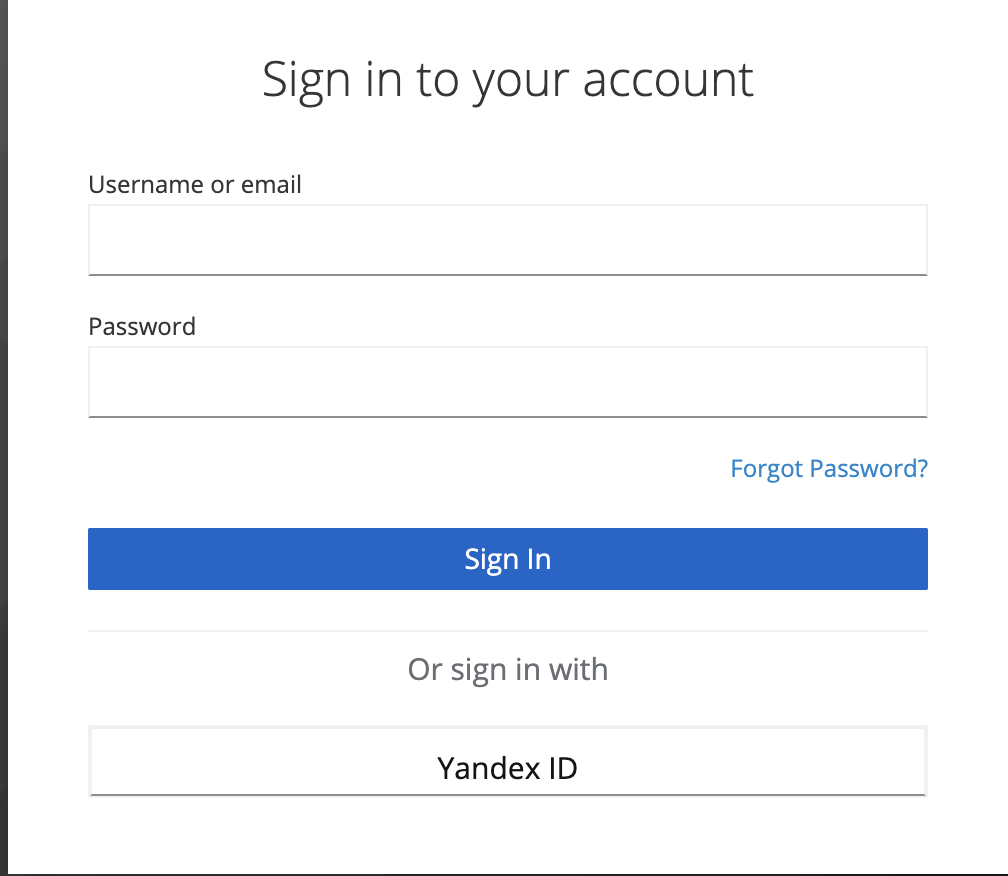 Sign in to your account
Username or email
Password
Forgot Password?
Sign In
Or sign in with
Yandex ID